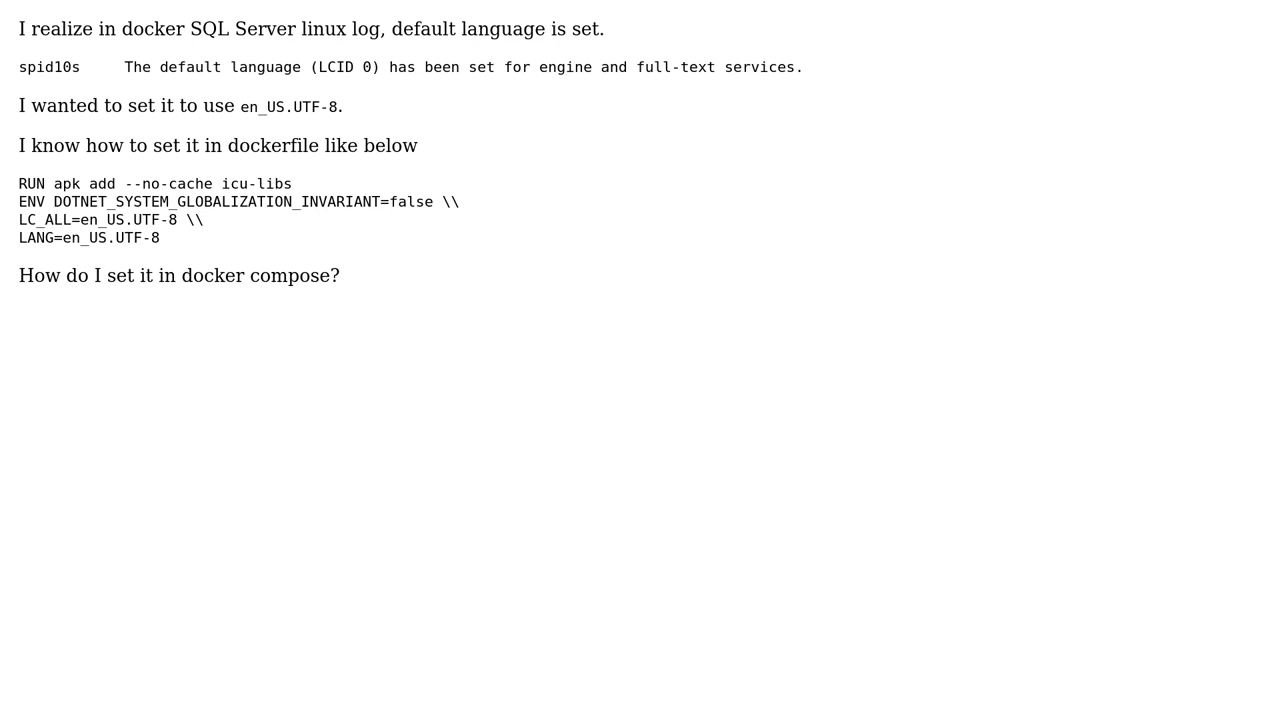 I realize in docker SQL Server linux log, default language is set.
spid10s     The default language (LCID 0) has been set for engine and full-text services.
I wanted to set it to use en_US.UTF-8.
I know how to set it in dockerfile like below
RUN apk add --no-cache icu-libs
ENV DOTNET_SYSTEM_GLOBALIZATION_INVARIANT=false \\
LC_ALL=en_US.UTF-8 \\
LANG=en_US.UTF-8
How do I set it in docker compose?